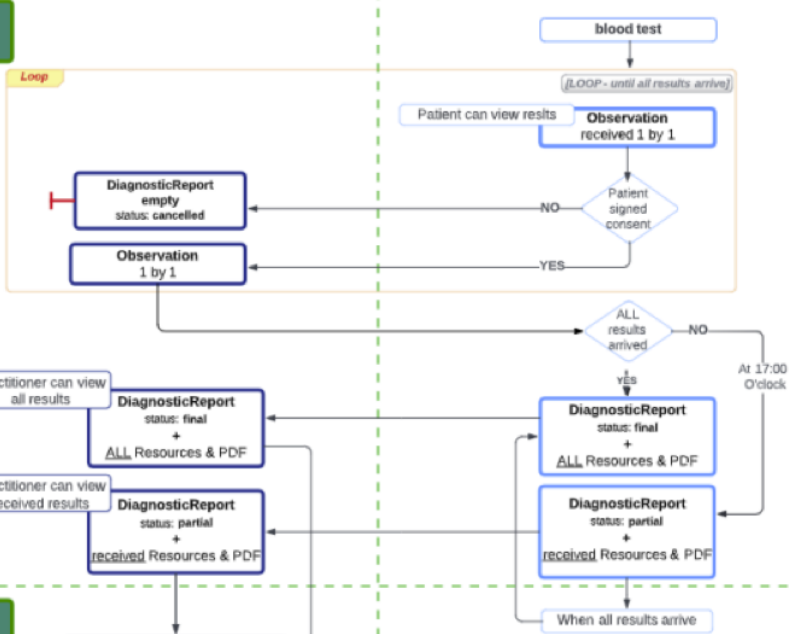 blood test
Loop
[LOOP - until all results arrive]
Patient can view reslts
Observation
received 1 by 1
DiagnosticReport
empty
status: cancelled
NO
Patient
signed
consent
Observation
1 by 1
YES
ALL
results
arrived
NO
At 17:00
O'clock
YES
ctitioner can view
all results
DiagnosticReport
status: final
+
ALL Resources & PDF
DiagnosticReport
status: final
+
ALL Resources & PDF
ctitioner can view
eceived results
DiagnosticReport
status: partial
+
received Resources & PDF
DiagnosticReport
status: partial
+
received Resources & PDF
When all results arrive